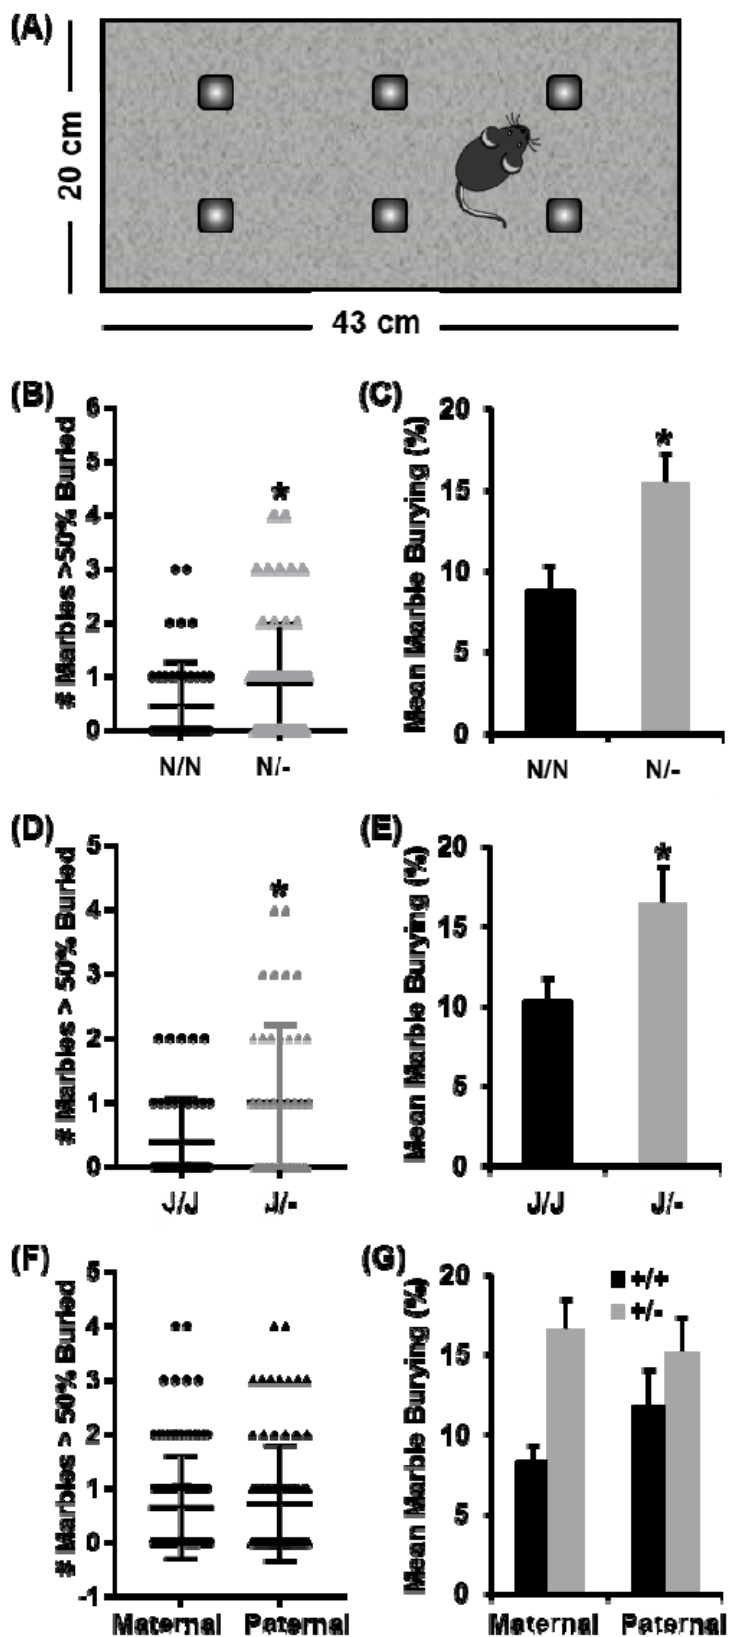 (A)
20 cm
43 cm
(B)
# Marbles >50% Buried
6
5
4
3
2
1
0
*
N/N
N/-
(C)
Mean Marble Burying (%)
20
15
10
5
0
*
N/N
N/-
(D)
# Marbles > 50% Buried
5
4
3
2
1
0
*
J/J
J/-
(E)
Mean Marble Burying (%)
20
15
10
5
0
*
J/J
J/-
(F)
# Marbles > 50% Buried
5
4
3
2
1
0
-1
Maternal
Paternal
(G)
Mean Marble Burying (%)
20
15
10
5
0
+/+
+/-
Maternal
Paternal